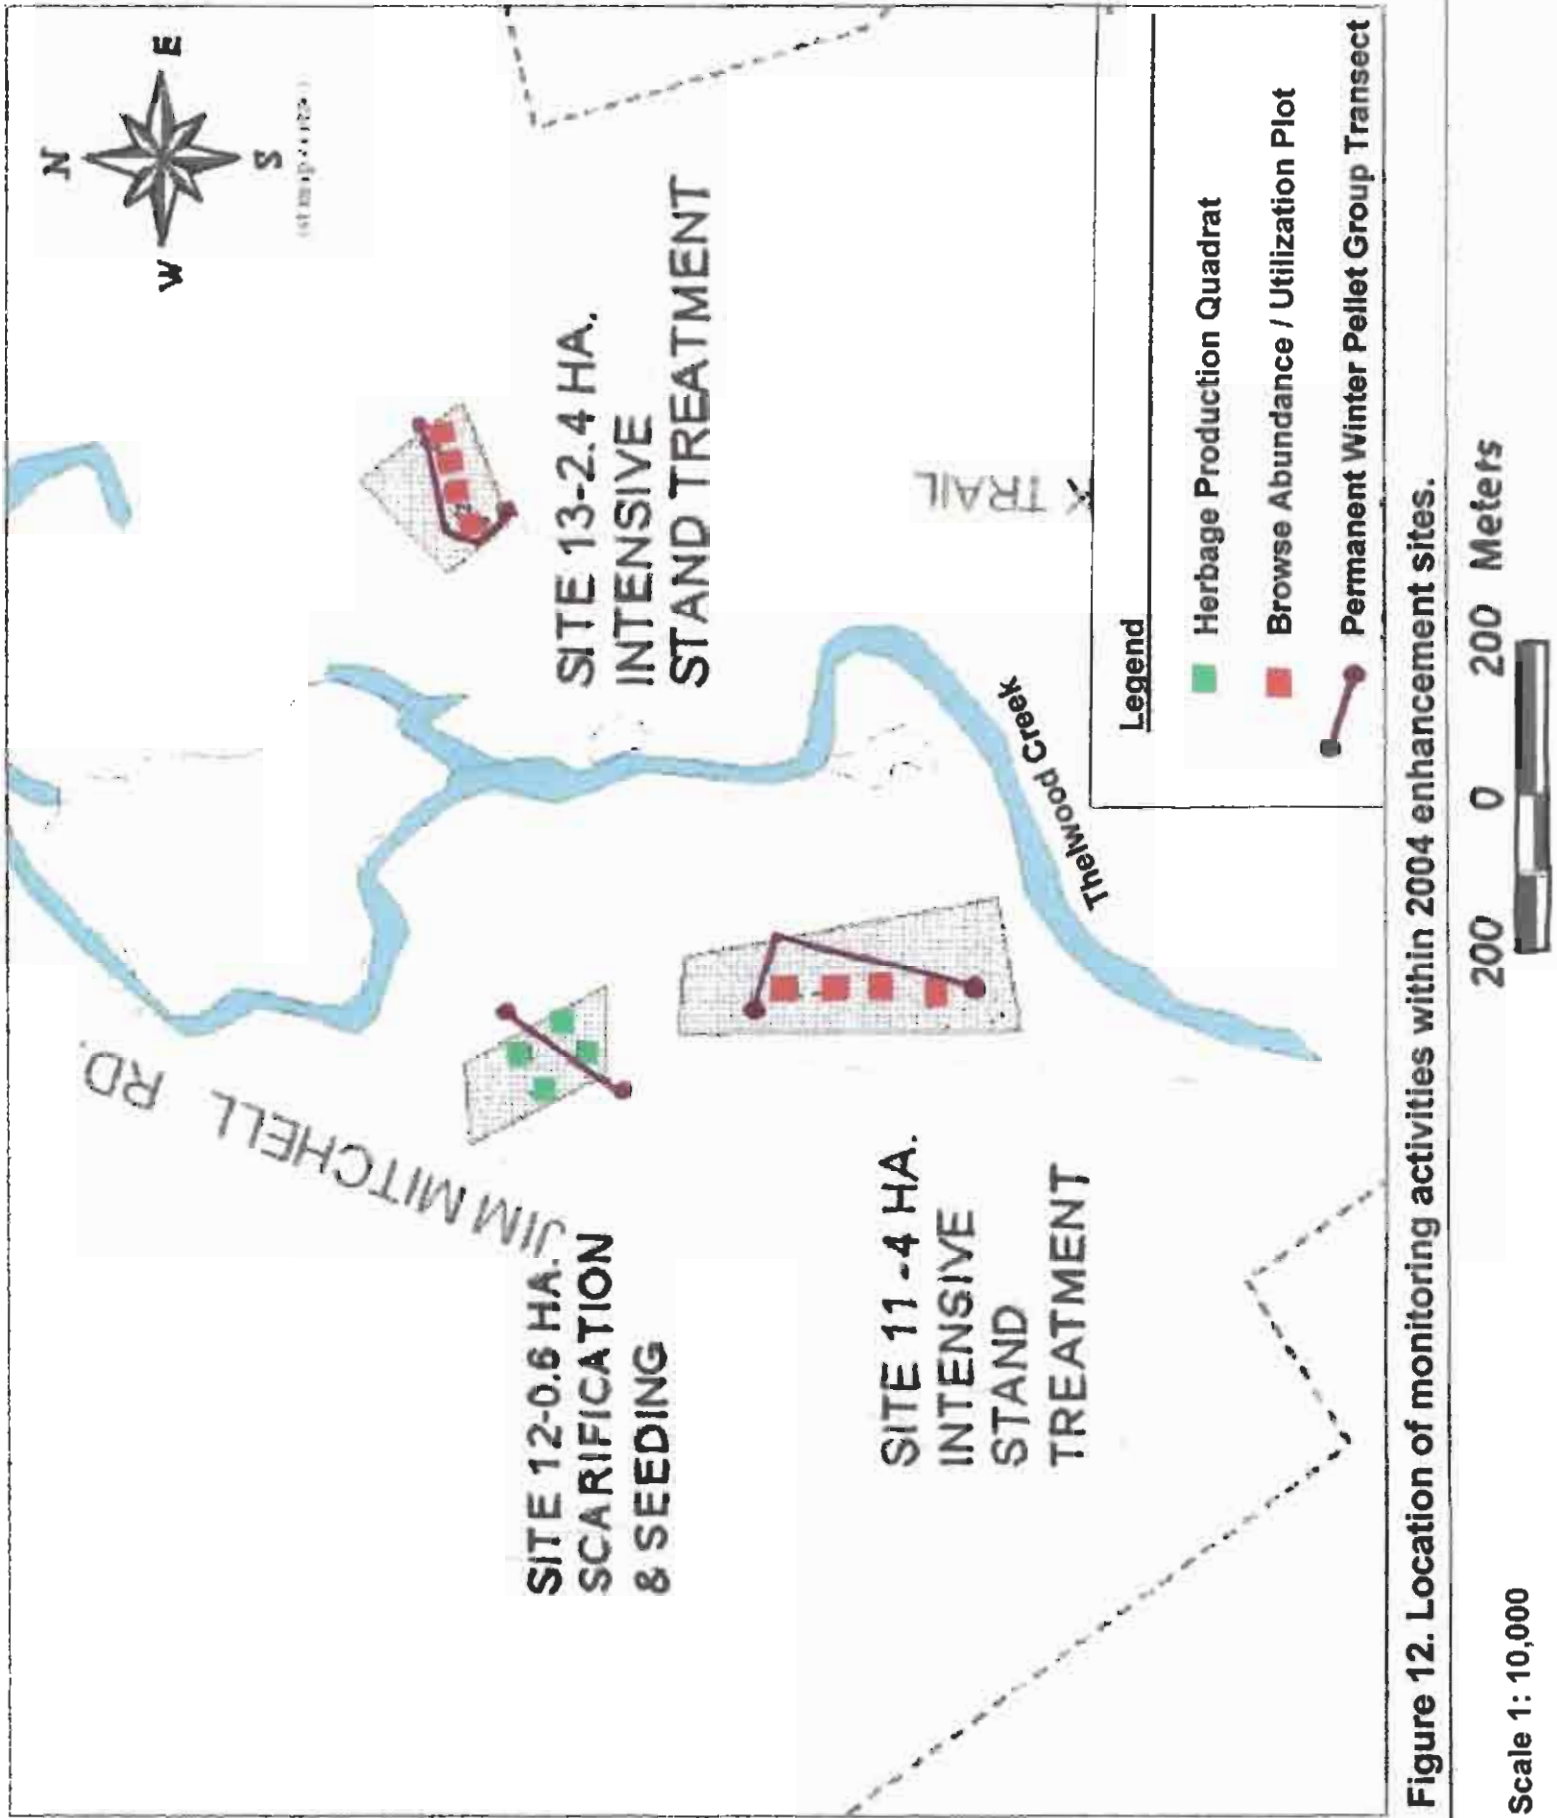 N
W
E
S
JIM MITCHELL RD.
SITE 12-0.6 HA.
SCARIFICATION
& SEEDING
SITE 13-2.4 HA.
INTENSIVE
STAND TREATMENT
SITE 11-4 HA.
INTENSIVE
STAND
TREATMENT
TRAIL
Thelwood Creek
Legend
Herbage Production Quadrat
Browse Abundance / Utilization Plot
Permanent Winter Pellet Group Transect
Figure 12. Location of monitoring activities within 2004 enhancement sites.
200 0 200 Meters
Scale 1: 10,000